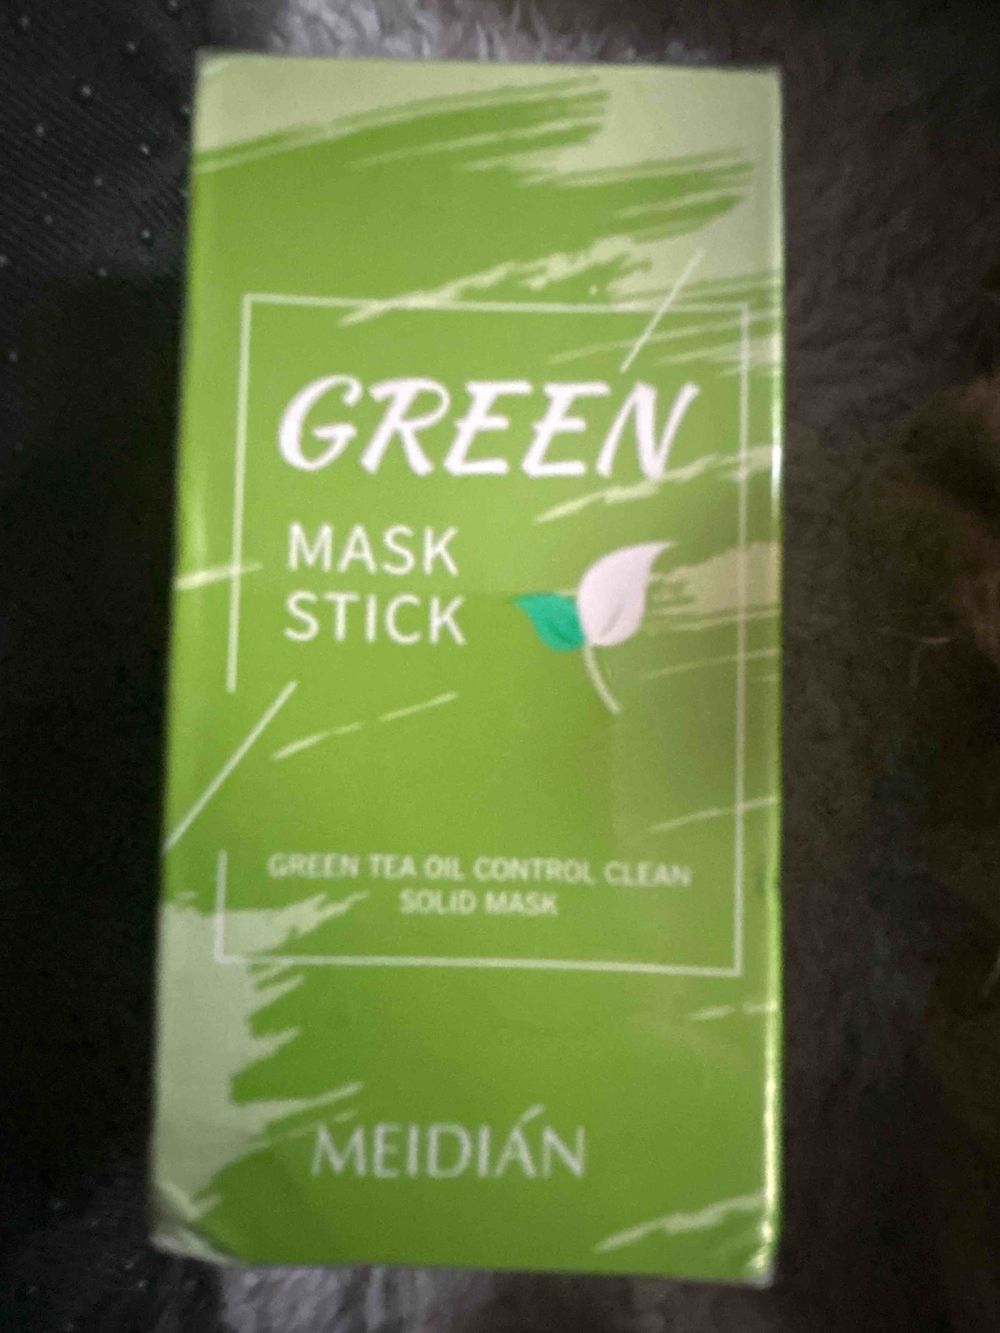 GREEN
MASK
STICK
GREEN TEA OIL CONTROL CLEAN
SOLID MASK
MEIDIÁN